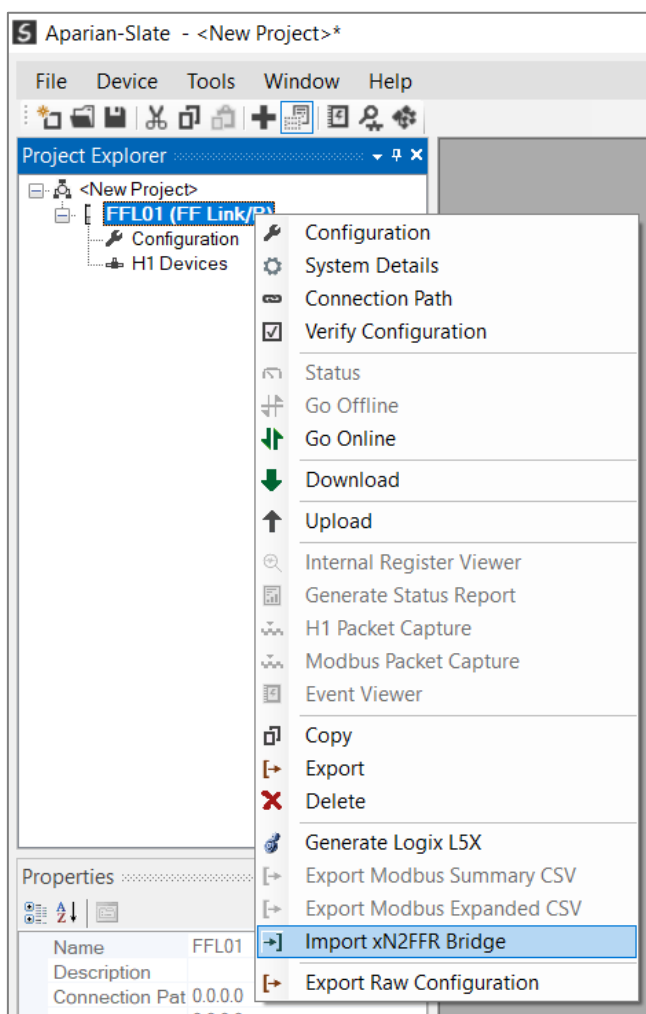 Aparian-Slate - <New Project>*
File Device Tools Window Help
Project Explorer
<New Project>
FFL01 (FF Link/B)
Configuration
H1 Devices
Configuration
System Details
Connection Path
Verify Configuration
Status
Go Offline
Go Online
Download
Upload
Internal Register Viewer
Generate Status Report
H1 Packet Capture
Modbus Packet Capture
Event Viewer
Copy
Export
Delete
Generate Logix L5X
Export Modbus Summary CSV
Export Modbus Expanded CSV
Import xN2FFR Bridge
Export Raw Configuration
Properties
Name FFL01
Description
Connection Pat 0.0.0.0